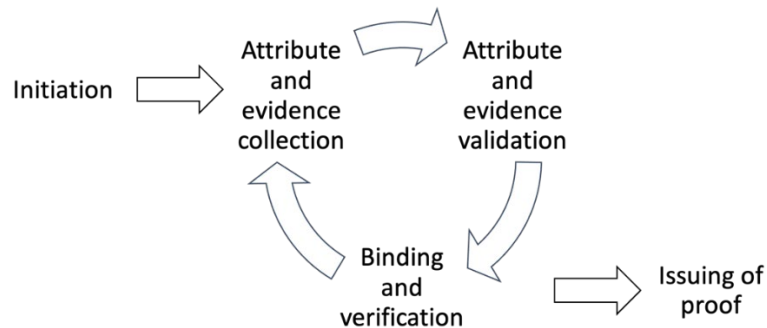 Initiation
Attribute
and
evidence
collection
Attribute
and
evidence
validation
Binding
and
verification
Issuing of
proof